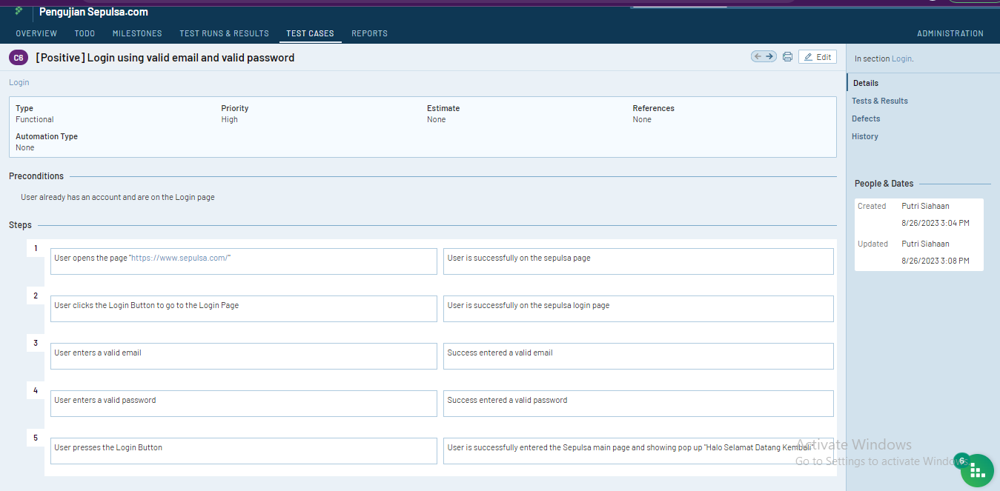 Pengujian Sepulsa.com
OVERVIEW TODO MILESTONES TEST RUNS & RESULTS TEST CASES REPORTS ADMINISTRATION
C6 [Positive] Login using valid email and valid password
Edit
In section Login.
Login
Details
Tests & Results
Defects
History
Type Priority Estimate References
Functional High None None
Automation Type
None
Preconditions
User already has an account and are on the Login page
People & Dates
Created Putri Siahaan
8/26/2023 3:04 PM
Updated Putri Siahaan
8/26/2023 3:08 PM
Steps
1
User opens the page "https://www.sepulsa.com/" User is successfully on the sepulsa page
2
User clicks the Login Button to go to the Login Page User is successfully on the sepulsa login page
3
User enters a valid email Success entered a valid email
4
User enters a valid password Success entered a valid password
5
User presses the Login Button User is successfully entered the Sepulsa main page and showing pop up "Halo Selamat Datang Kembali"
Activate Windows
Go to Settings to activate Windows.
6